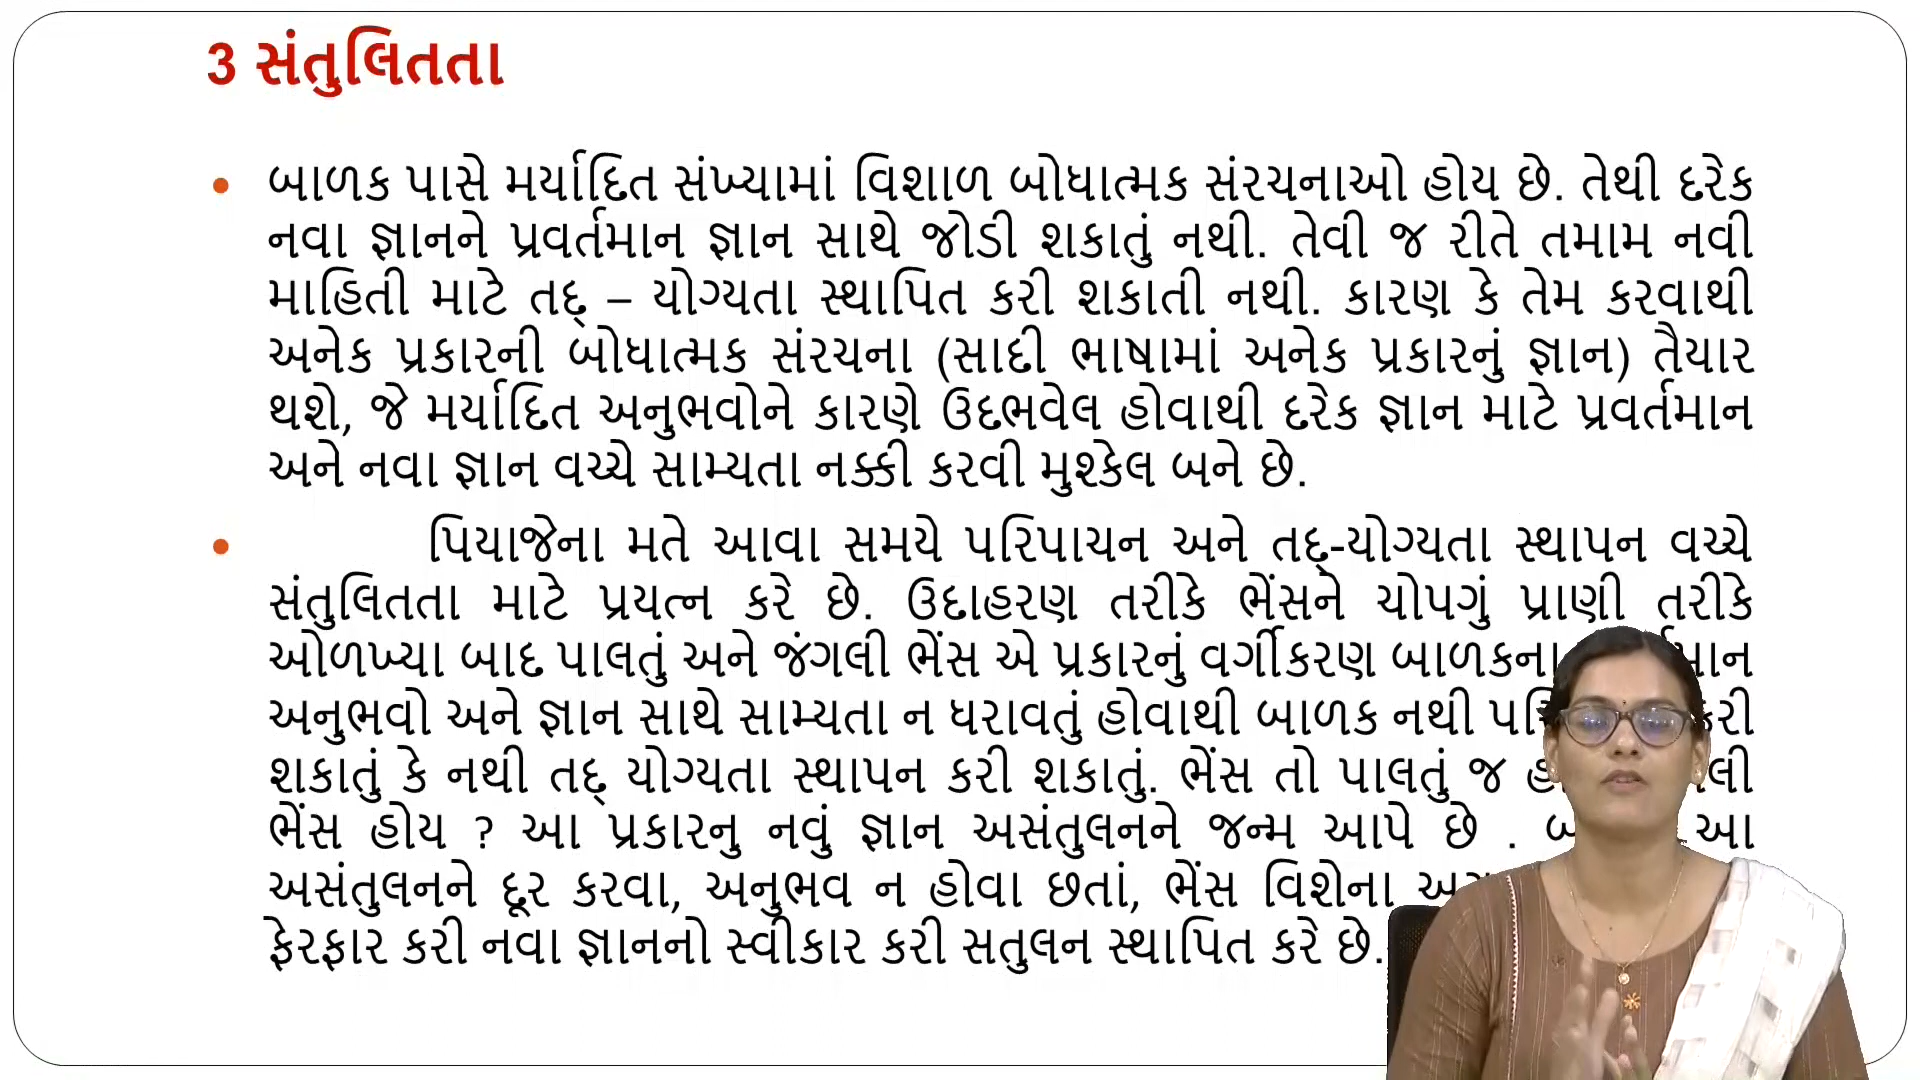 3 સંતુલિતતા
બાળક પાસે મર્યાદિત સંખ્યામાં વિશાળ બોધાત્મક સંરચનાઓ હોય છે. તેથી દરેક
નવા જ્ઞાનને પ્રવર્તમાન જ્ઞાન સાથે જોડી શકાતું નથી. તેવી જ રીતે તમામ નવી
માહિતી માટે તદ્ – યોગ્યતા સ્થાપિત કરી શકાતી નથી. કારણ કે તેમ કરવાથી
અનેક પ્રકારની બોધાત્મક સંરચના (સાદી ભાષામાં અનેક પ્રકારનું જ્ઞાન) તૈયાર
થશે, જે મર્યાદિત અનુભવોને કારણે ઉદભવેલ હોવાથી દરેક જ્ઞાન માટે પ્રવર્તમાન
અને નવા જ્ઞાન વચ્ચે સામ્યતા નક્કી કરવી મુશ્કેલ બને છે.
પિયાજેના મતે આવા સમયે પરિપાચન અને તદ્-યોગ્યતા સ્થાપન વચ્ચે
સંતુલિતતા માટે પ્રયત્ન કરે છે. ઉદાહરણ તરીકે ભેંસને ચોપગું પ્રાણી તરીકે
ઓળખ્યા બાદ પાલતું અને જંગલી ભેંસ એ પ્રકારનું વર્ગીકરણ બાળકના
અનુભવો અને જ્ઞાન સાથે સામ્યતા ન ધરાવતું હોવાથી બાળક નથી કરી
શકાતું કે નથી તદ્ યોગ્યતા સ્થાપન કરી શકાતું. ભેંસ તો પાલતું જ
ભેંસ હોય ? આ પ્રકારનુ નવું જ્ઞાન અસંતુલનને જન્મ આપે છે . આ
અસંતુલનને દૂર કરવા, અનુભવ ન હોવા છતાં, ભેંસ વિશેના
ફેરફાર કરી નવા જ્ઞાનનો સ્વીકાર કરી સતુલન સ્થાપિત કરે છે.